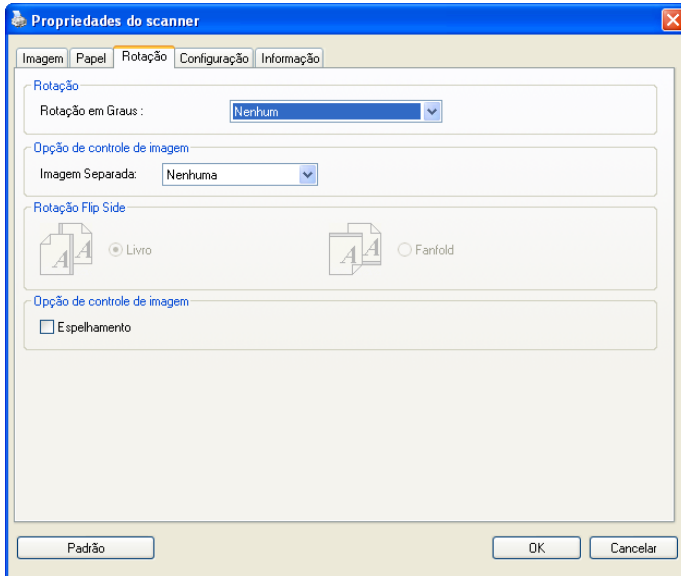 Propriedades do scanner
Imagem Papel Rotação Configuração Informação
Rotação
Rotação em Graus : Nenhum
Opção de controle de imagem
Imagem Separada: Nenhuma
Rotação Flip Side
A A Livro A A Fanfold
Opção de controle de imagem
Espelhamento
Padrão OK Cancelar